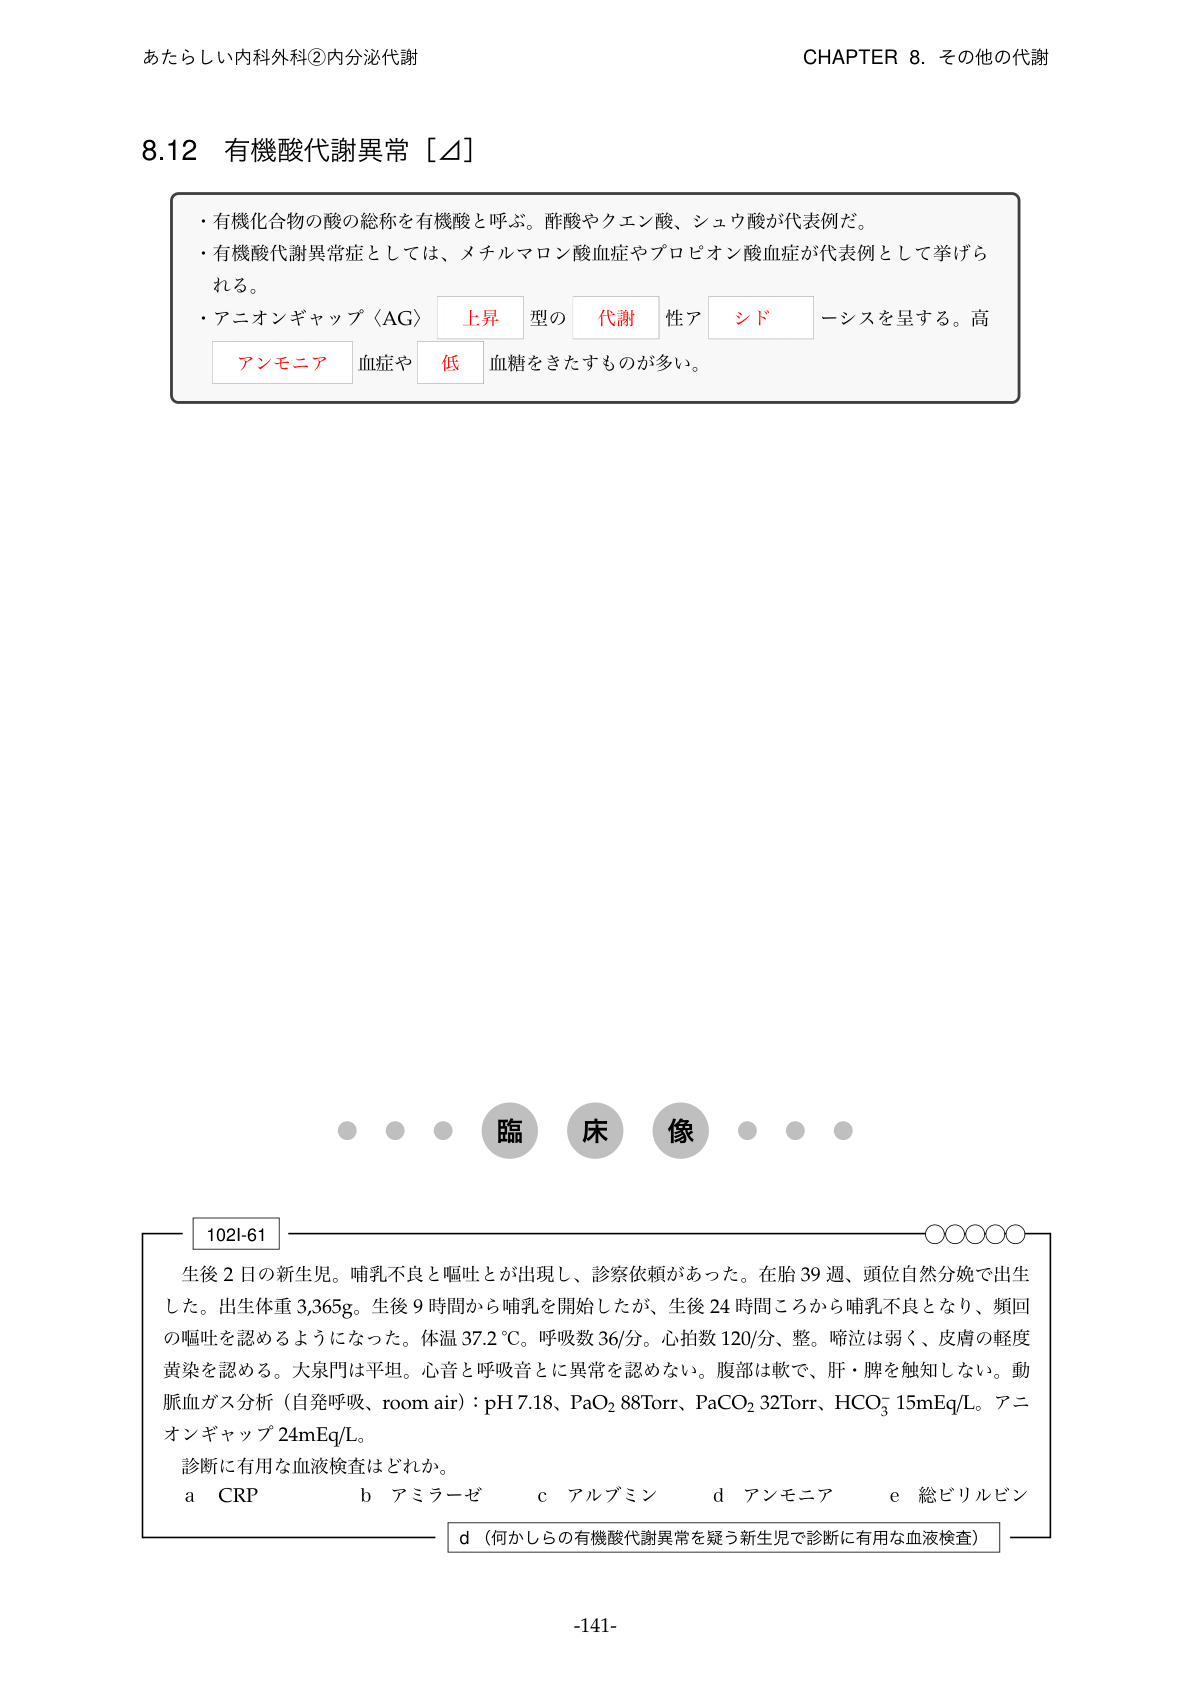 あたらしい内科外科②内分泌代謝
CHAPTER 8. その他の代謝
8.12 有機酸代謝異常［⊿］
・有機化合物の酸の総称を有機酸と呼ぶ。酢酸やクエン酸、シュウ酸が代表例だ。
・有機酸代謝異常症としては、メチルマロン酸血症やプロピオン酸血症が代表例として挙げら
れる。
・アニオンギャップ〈AG〉 上昇 型の 代謝 性ア シド ーシスを呈する。高
アンモニア 血症や 低 血糖をきたすものが多い。
臨 床 像
102I-61 ○○○○○
生後 2 日の新生児。哺乳不良と嘔吐とが出現し、診察依頼があった。在胎 39 週、頭位自然分娩で出生
した。出生体重 3,365g。生後 9 時間から哺乳を開始したが、生後 24 時間ころから哺乳不良となり、頻回
の嘔吐を認めるようになった。体温 37.2 ℃。呼吸数 36/分。心拍数 120/分、整。啼泣は弱く、皮膚の軽度
黄染を認める。大泉門は平坦。心音と呼吸音とに異常を認めない。腹部は軟で、肝・脾を触知しない。動
脈血ガス分析（自発呼吸、room air）：pH 7.18、PaO₂ 88Torr、PaCO₂ 32Torr、HCO₃⁻ 15mEq/L。アニ
オンギャップ 24mEq/L。
診断に有用な血液検査はどれか。
a CRP b アミラーゼ c アルブミン d アンモニア e 総ビリルビン
d （何かしらの有機酸代謝異常を疑う新生児で診断に有用な血液検査）
-141-